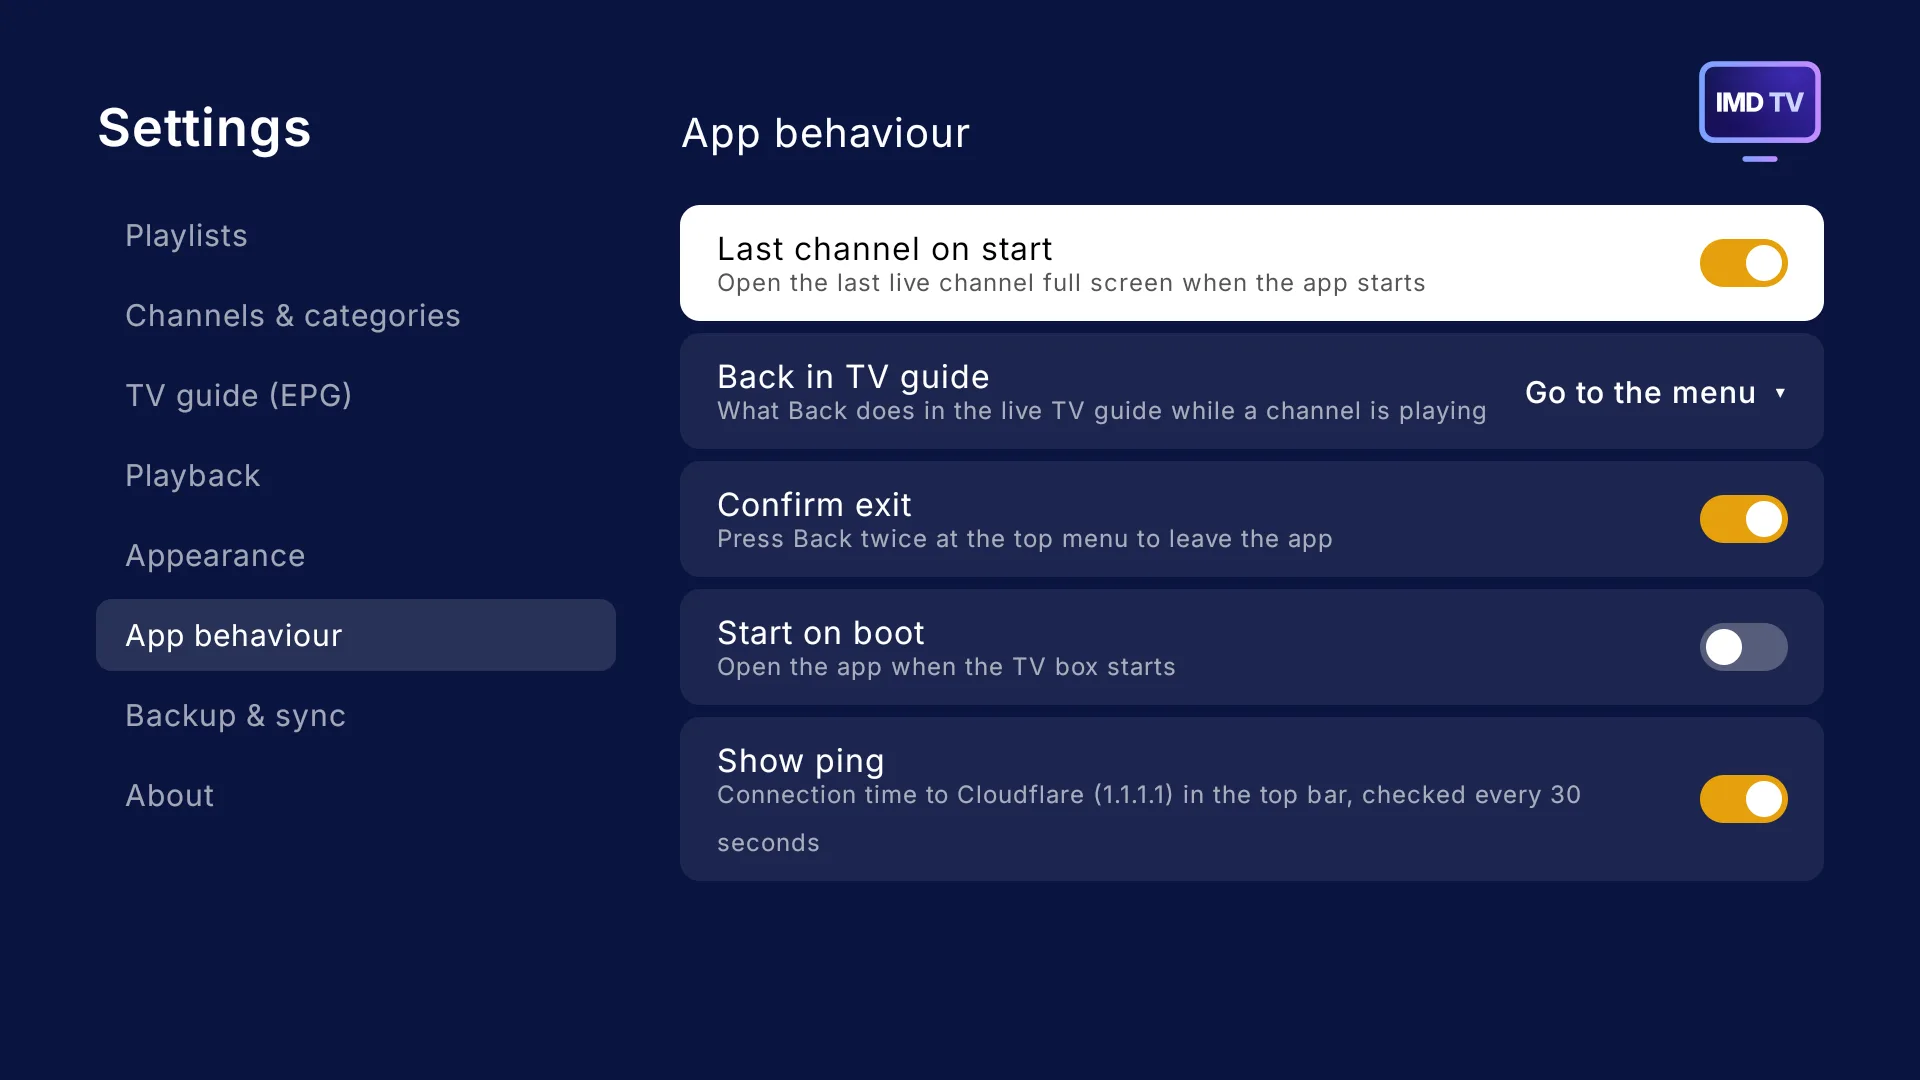 Settings
Playlists
Channels & categories
TV guide (EPG)
Playback
Appearance
App behaviour
Backup & sync
About
App behaviour
IMD TV
Last channel on start
Open the last live channel full screen when the app starts
Back in TV guide
What Back does in the live TV guide while a channel is playing
Go to the menu
Confirm exit
Press Back twice at the top menu to leave the app
Start on boot
Open the app when the TV box starts
Show ping
Connection time to Cloudflare (1.1.1.1) in the top bar, checked every 30
seconds